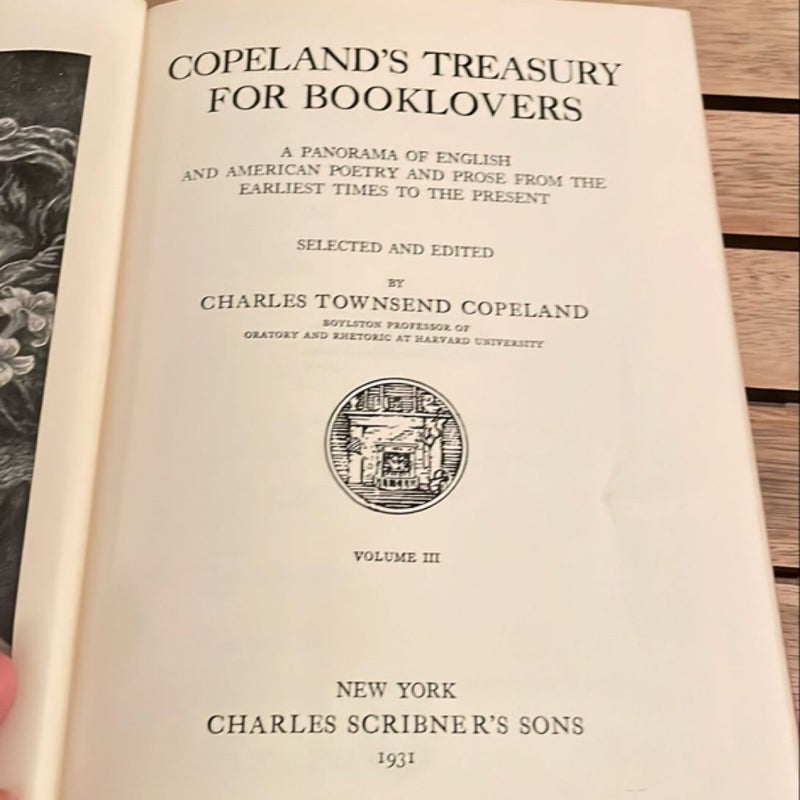 COPELAND'S TREASURY
FOR BOOKLOVERS
A PANORAMA OF ENGLISH
AND AMERICAN POETRY AND PROSE FROM THE
EARLIEST TIMES TO THE PRESENT
SELECTED AND EDITED
BY
CHARLES TOWNSEND COPELAND
BOYLSTON PROFESSOR OF
ORATORY AND RHETORIC AT HARVARD UNIVERSITY
VOLUME III
NEW YORK
CHARLES SCRIBNER'S SONS
1931